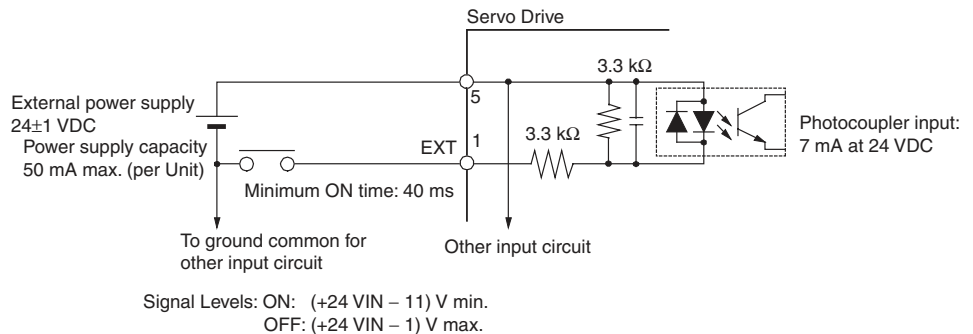 Servo Drive
3.3 kΩ
External power supply
24±1 VDC
Power supply capacity
50 mA max. (per Unit)
5
EXT
1
3.3 kΩ
Minimum ON time: 40 ms
Photocoupler input:
7 mA at 24 VDC
To ground common for
other input circuit
Other input circuit
Signal Levels: ON: (+24 VIN – 11) V min.
OFF: (+24 VIN – 1) V max.